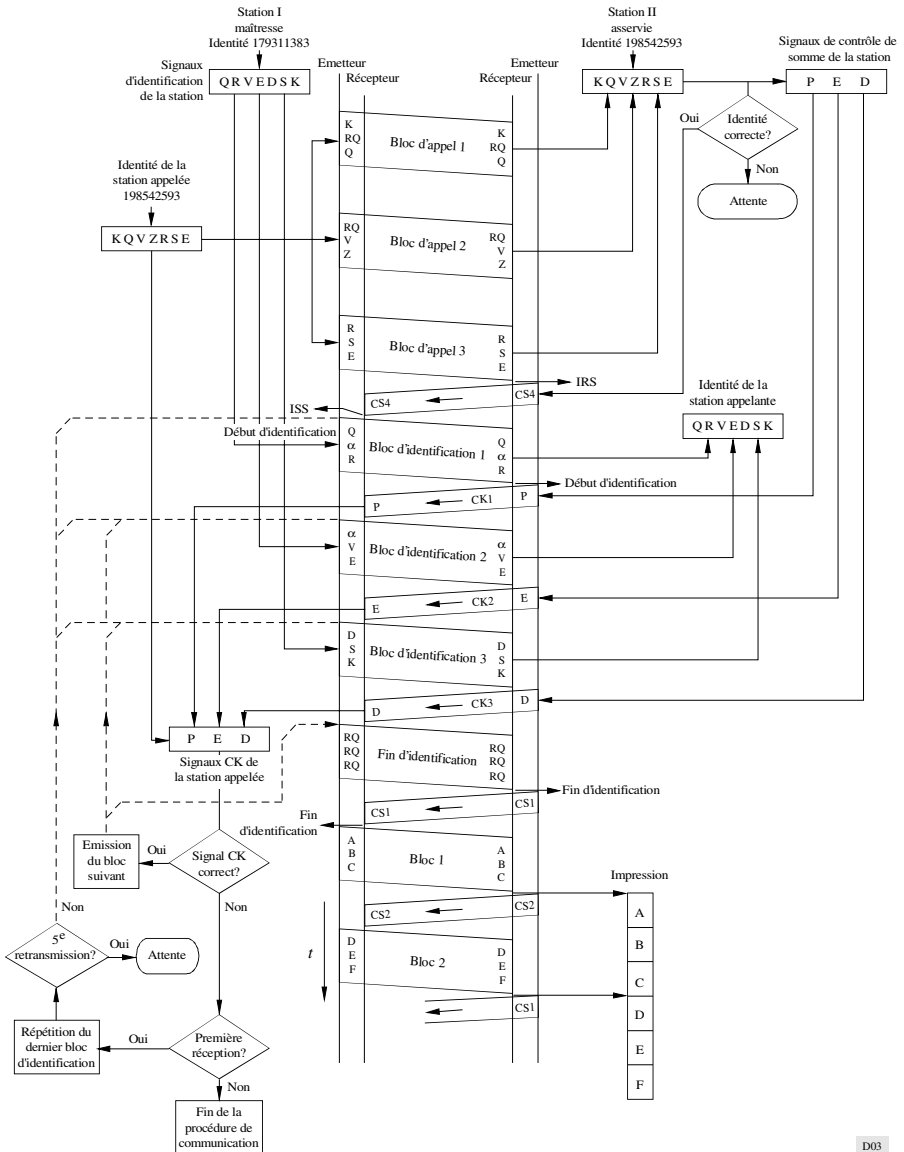 Station I
maîtresse
Identité 179311383
Station II
asservie
Identité 198542593
Signaux
d'identification
de la station
Q R V E D S K
Emetteur
Récepteur
Emetteur
Récepteur
K Q V Z R S E
Signaux de contrôle de
somme de la station
P E D
Identité de la
station appelée
198542593
K Q V Z R S E
K
RQ
Q
Bloc d'appel 1
K
RQ
Q
Oui
Identité
correcte?
Non
Attente
RQ
V
Z
Bloc d'appel 2
RQ
V
Z
R
S
E
Bloc d'appel 3
R
S
E
IRS
ISS
CS4
CS4
Identité de la
station appelante
Q R V E D S K
Début d'identification
Q
α
R
Bloc d'identification 1
Q
α
R
Début d'identification
P
CK1
P
α
V
E
Bloc d'identification 2
α
V
E
E
CK2
E
D
S
K
Bloc d'identification 3
D
S
K
D
CK3
D
P E D
Signaux CK de
la station appelée
RQ
RQ
RQ
Fin d'identification
RQ
RQ
RQ
Fin d'identification
CS1
CS1
Fin
d'identification
Emission
du bloc
suivant
Oui
Signal CK
correct?
Non
A
B
C
Bloc 1
A
B
C
Impression
CS2
CS2
A
B
C
D
E
F
Non
5e
retransmission?
Oui
Attente
t
D
E
F
Bloc 2
D
E
F
CS1
Répétition du
dernier bloc
d'identification
Oui
Première
réception?
Non
Fin de la
procédure de
communication
D03